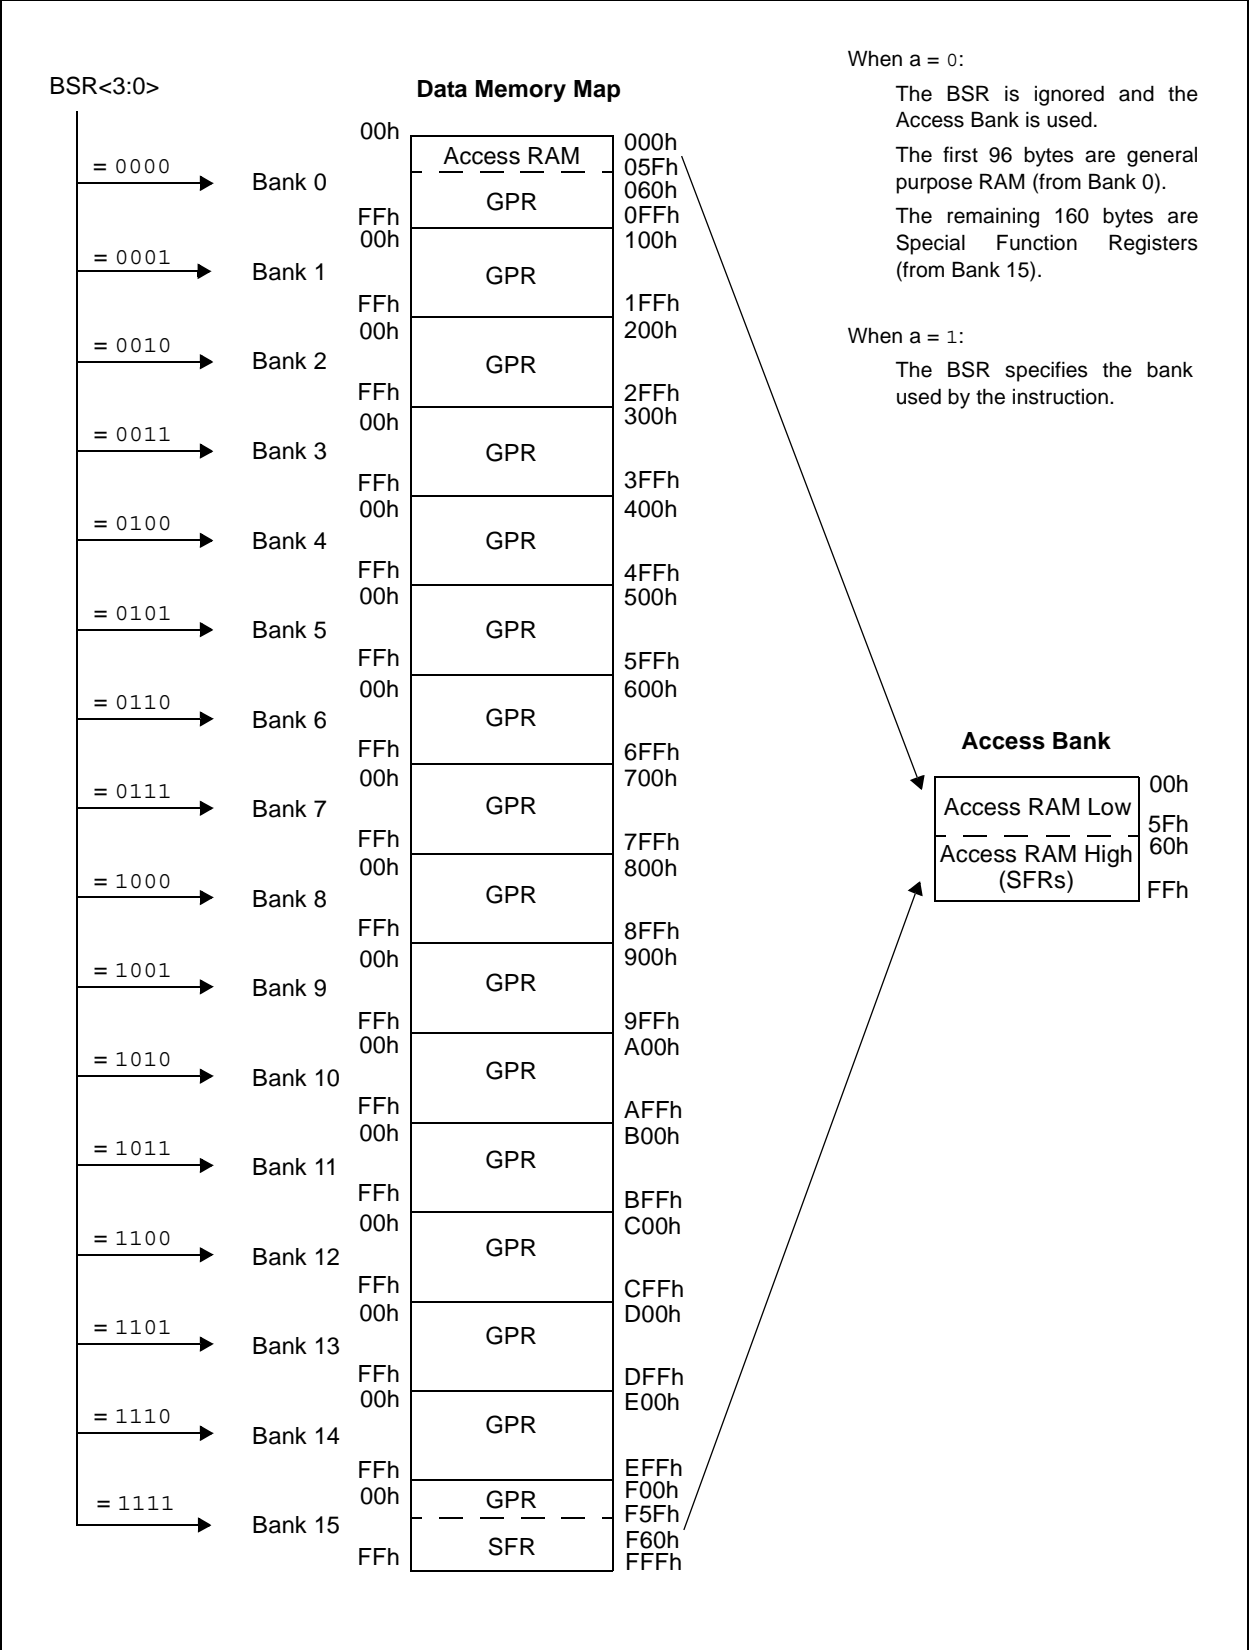 When a = 0:
BSR<3:0>
Data Memory Map
The BSR is ignored and the
Access Bank is used.
The first 96 bytes are general
purpose RAM (from Bank 0).
The remaining 160 bytes are
Special Function Registers
(from Bank 15).
When a = 1:
The BSR specifies the bank
used by the instruction.
= 0000
Bank 0
00h
Access RAM
000h
05Fh
GPR
060h
FFh
0FFh
= 0001
Bank 1
00h
GPR
100h
FFh
1FFh
= 0010
Bank 2
00h
GPR
200h
FFh
2FFh
= 0011
Bank 3
00h
GPR
300h
FFh
3FFh
= 0100
Bank 4
00h
GPR
400h
FFh
4FFh
= 0101
Bank 5
00h
GPR
500h
FFh
5FFh
= 0110
Bank 6
00h
GPR
600h
FFh
6FFh
= 0111
Bank 7
00h
GPR
700h
FFh
7FFh
= 1000
Bank 8
00h
GPR
800h
FFh
8FFh
= 1001
Bank 9
00h
GPR
900h
FFh
9FFh
= 1010
Bank 10
00h
GPR
A00h
FFh
AFFh
= 1011
Bank 11
00h
GPR
B00h
FFh
BFFh
= 1100
Bank 12
00h
GPR
C00h
FFh
CFFh
= 1101
Bank 13
00h
GPR
D00h
FFh
DFFh
= 1110
Bank 14
00h
GPR
E00h
FFh
EFFh
= 1111
Bank 15
00h
GPR
F00h
F5Fh
SFR
F60h
FFh
FFFh
Access Bank
Access RAM Low
00h
5Fh
Access RAM High
(SFRs)
60h
FFh